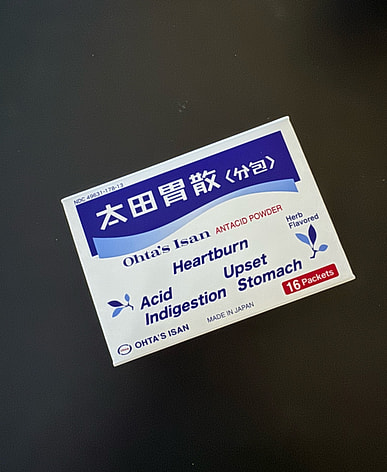 NDC 49631-178-13
太田胃散〈分包〉
Ohta's Isan ANTACID POWDER
Herb
Flavored
Heartburn
Acid
Indigestion
Upset
Stomach
16 Packets
OHTA'S ISAN
MADE IN JAPAN